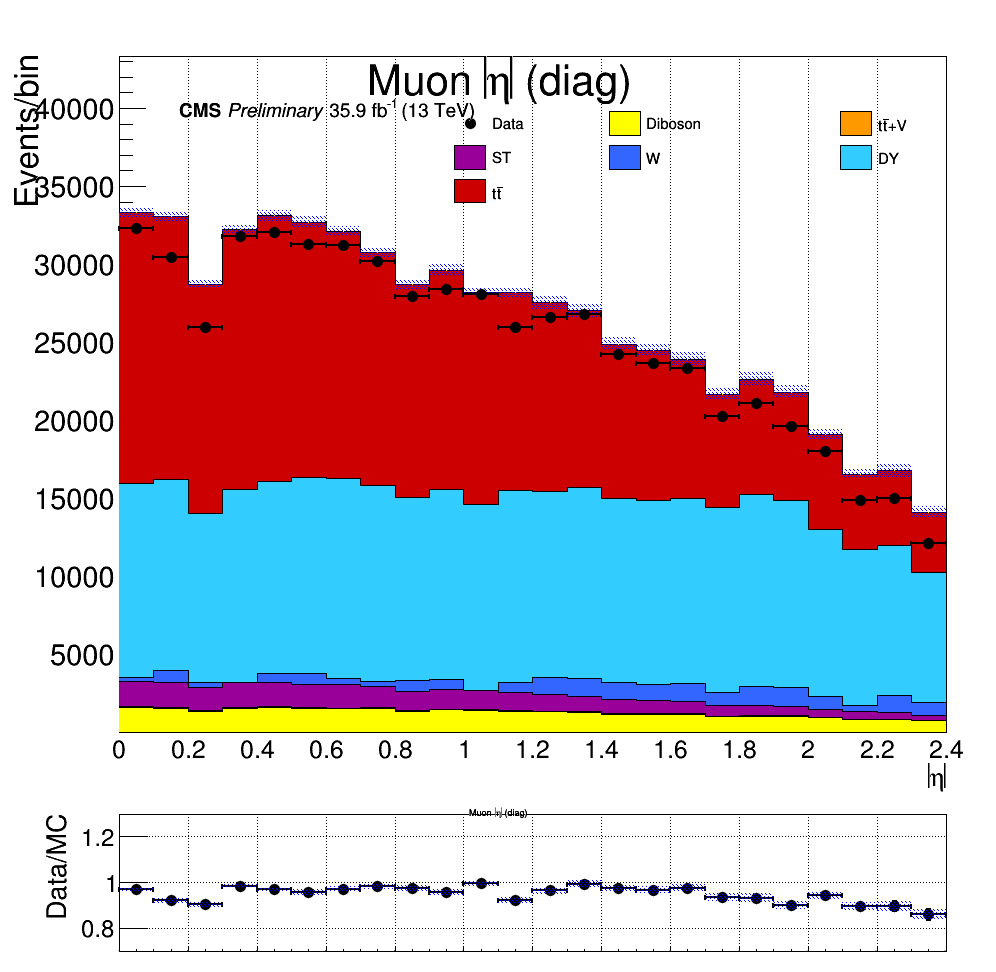 Muon |η| (diag)
CMS Preliminary 35.9 fb⁻¹ (13 TeV)
Events/bin
Data
Diboson
tt̄+V
ST
W
DY
tt̄
40000
35000
30000
25000
20000
15000
10000
5000
0 0.2 0.4 0.6 0.8 1 1.2 1.4 1.6 1.8 2 2.2 2.4
|η|
Muon |η| (diag)
Data/MC
1.2
1
0.8